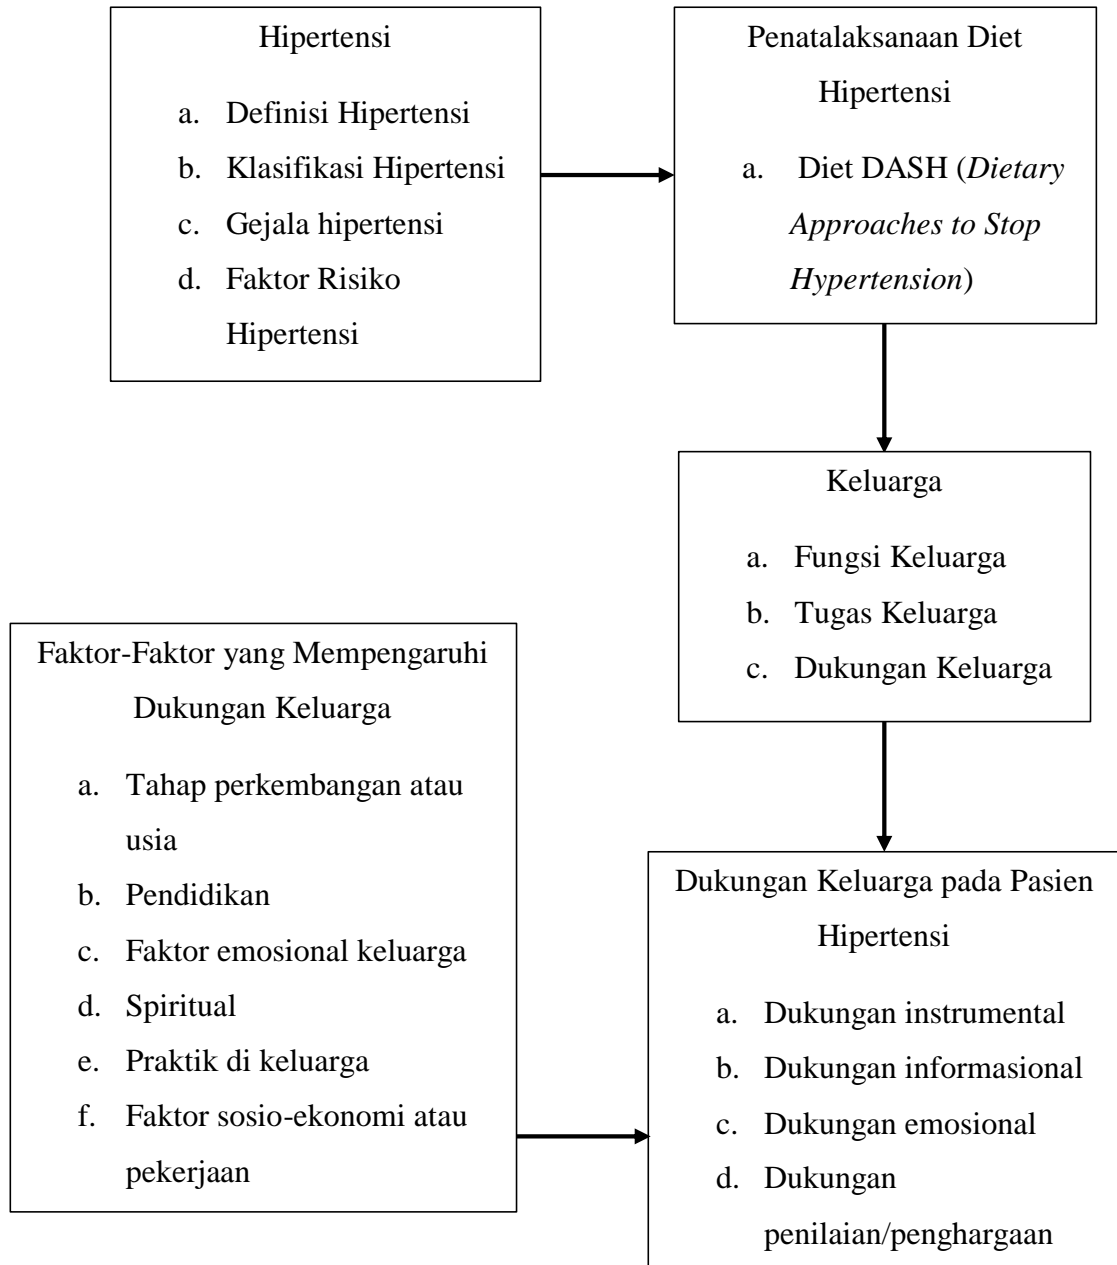 Hipertensi
a. Definisi Hipertensi
b. Klasifikasi Hipertensi
c. Gejala hipertensi
d. Faktor Risiko
Hipertensi
Penatalaksanaan Diet
Hipertensi
a. Diet DASH (Dietary
Approaches to Stop
Hypertension)
Keluarga
a. Fungsi Keluarga
b. Tugas Keluarga
c. Dukungan Keluarga
Faktor-Faktor yang Mempengaruhi
Dukungan Keluarga
a. Tahap perkembangan atau
usia
b. Pendidikan
c. Faktor emosional keluarga
d. Spiritual
e. Praktik di keluarga
f. Faktor sosio-ekonomi atau
pekerjaan
Dukungan Keluarga pada Pasien
Hipertensi
a. Dukungan instrumental
b. Dukungan informasional
c. Dukungan emosional
d. Dukungan
penilaian/penghargaan